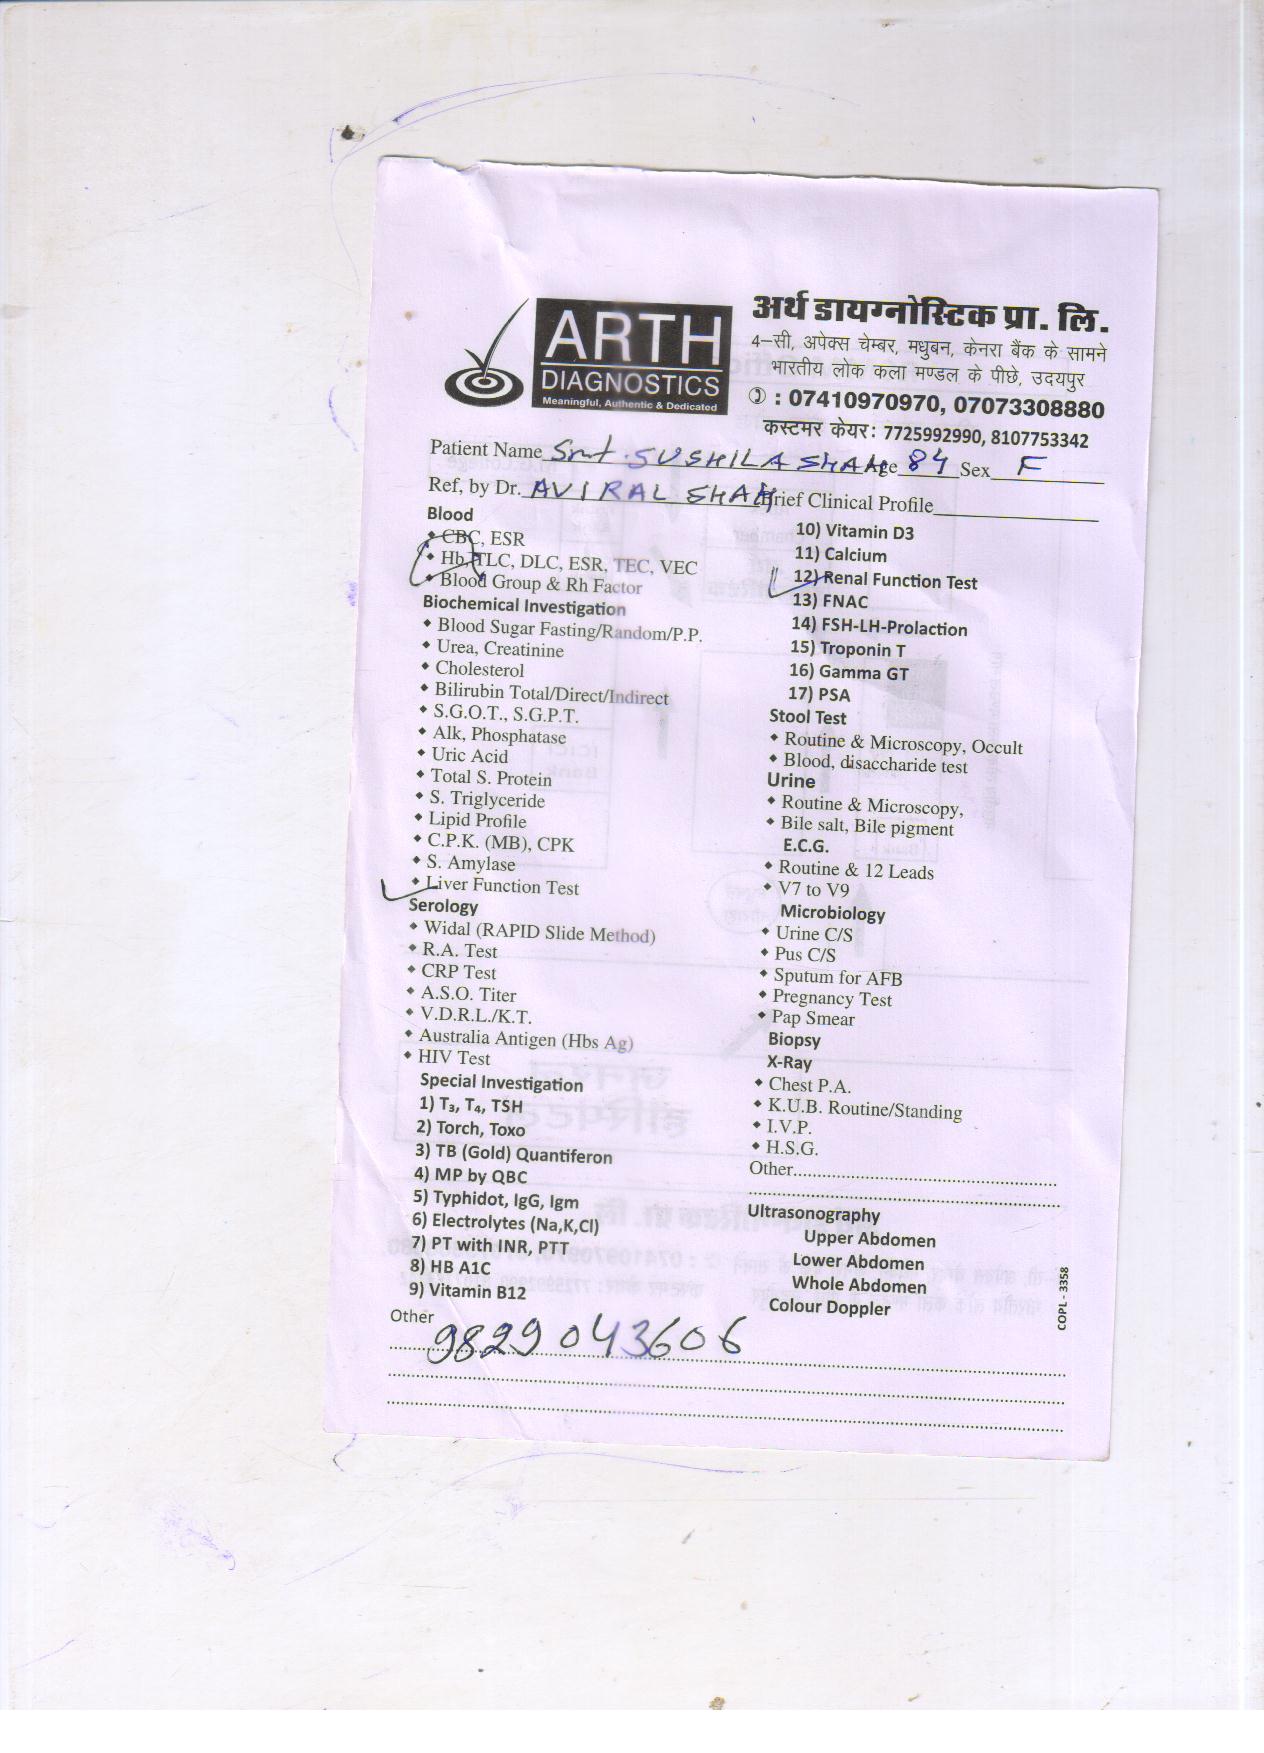 ARTH
DIAGNOSTICS
Meaningful, Authentic & Dedicated
अर्थ डायग्नोस्टिक प्रा. लि.
4-सी, अपेक्स चेम्बर, मधुबन, केनरा बैंक के सामने
भारतीय लोक कला मण्डल के पीछे, उदयपुर
✆ : 07410970970, 07073308880
कस्टमर केयर: 7725992990, 8107753342
Patient Name Smt. SUSHILA SHAH Age 84 Sex F
Ref, by Dr. AVIRAL SHAH Brief Clinical Profile
Blood
CBC, ESR
Hb, TLC, DLC, ESR, TEC, VEC
Blood Group & Rh Factor
Biochemical Investigation
Blood Sugar Fasting/Random/P.P.
Urea, Creatinine
Cholesterol
Bilirubin Total/Direct/Indirect
S.G.O.T., S.G.P.T.
Alk, Phosphatase
Uric Acid
Total S. Protein
S. Triglyceride
Lipid Profile
C.P.K. (MB), CPK
S. Amylase
Liver Function Test
Serology
Widal (RAPID Slide Method)
R.A. Test
CRP Test
A.S.O. Titer
V.D.R.L./K.T.
Australia Antigen (Hbs Ag)
HIV Test
Special Investigation
1) T₃, T₄, TSH
2) Torch, Toxo
3) TB (Gold) Quantiferon
4) MP by QBC
5) Typhidot, IgG, Igm
6) Electrolytes (Na,K,Cl)
7) PT with INR, PTT
8) HB A1C
9) Vitamin B12
10) Vitamin D3
11) Calcium
12) Renal Function Test
13) FNAC
14) FSH-LH-Prolaction
15) Troponin T
16) Gamma GT
17) PSA
Stool Test
Routine & Microscopy, Occult
Blood, disaccharide test
Urine
Routine & Microscopy,
Bile salt, Bile pigment
E.C.G.
Routine & 12 Leads
V7 to V9
Microbiology
Urine C/S
Pus C/S
Sputum for AFB
Pregnancy Test
Pap Smear
Biopsy
X-Ray
Chest P.A.
K.U.B. Routine/Standing
I.V.P.
H.S.G.
Other
Ultrasonography
Upper Abdomen
Lower Abdomen
Whole Abdomen
Colour Doppler
COPL - 3358
Other
9829043606